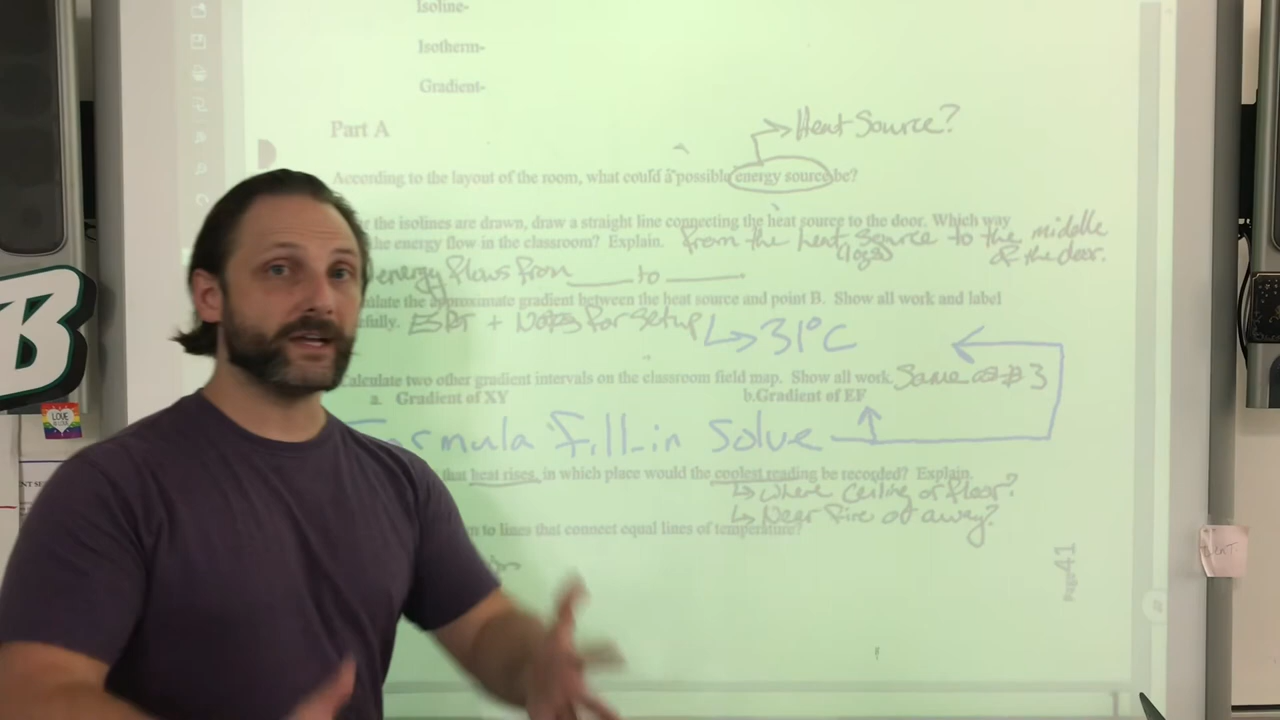 Isoline-
Isotherm-
Gradient-
Heat Source?
Part A
According to the layout of the room, what could a possible energy source be?
the isolines are drawn, draw a straight line connecting the heat source to the door. Which way
the energy flow in the classroom? Explain. from the heat source to the middle
(logs) of the door.
energy flows from ____ to ____.
late the approximate gradient between the heat source and point B. Show all work and label
fully. ESRT + Notes for setup ↳ 31°C
Calculate two other gradient intervals on the classroom field map. Show all work. Same as #3
a. Gradient of XY b. Gradient of EF
Formula fill-in Solve
that heat rises, in which place would the coolest reading be recorded? Explain.
↳ where ceiling or floor?
↳ Near fire or away?
n to lines that connect equal lines of temperature?
Page 41
B
LOVE